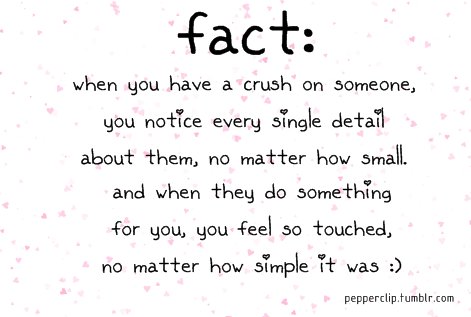 fact:
when you have a crush on someone,
you notice every single detail
about them, no matter how small.
and when they do something
for you, you feel so touched,
no matter how simple it was :)
pepperclip.tumblr.com